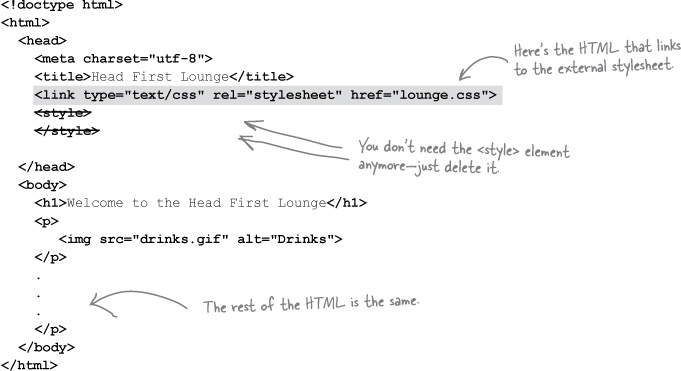 <!doctype html>
<html>
<head>
<meta charset="utf-8">
<title>Head First Lounge</title>
<link type="text/css" rel="stylesheet" href="lounge.css">
<style>
</style>
Here's the HTML that links
to the external stylesheet.
You don't need the <style> element
anymore—just delete it.
</head>
<body>
<h1>Welcome to the Head First Lounge</h1>
<p>
<img src="drinks.gif" alt="Drinks">
</p>
.
.
.
The rest of the HTML is the same.
</p>
</body>
</html>